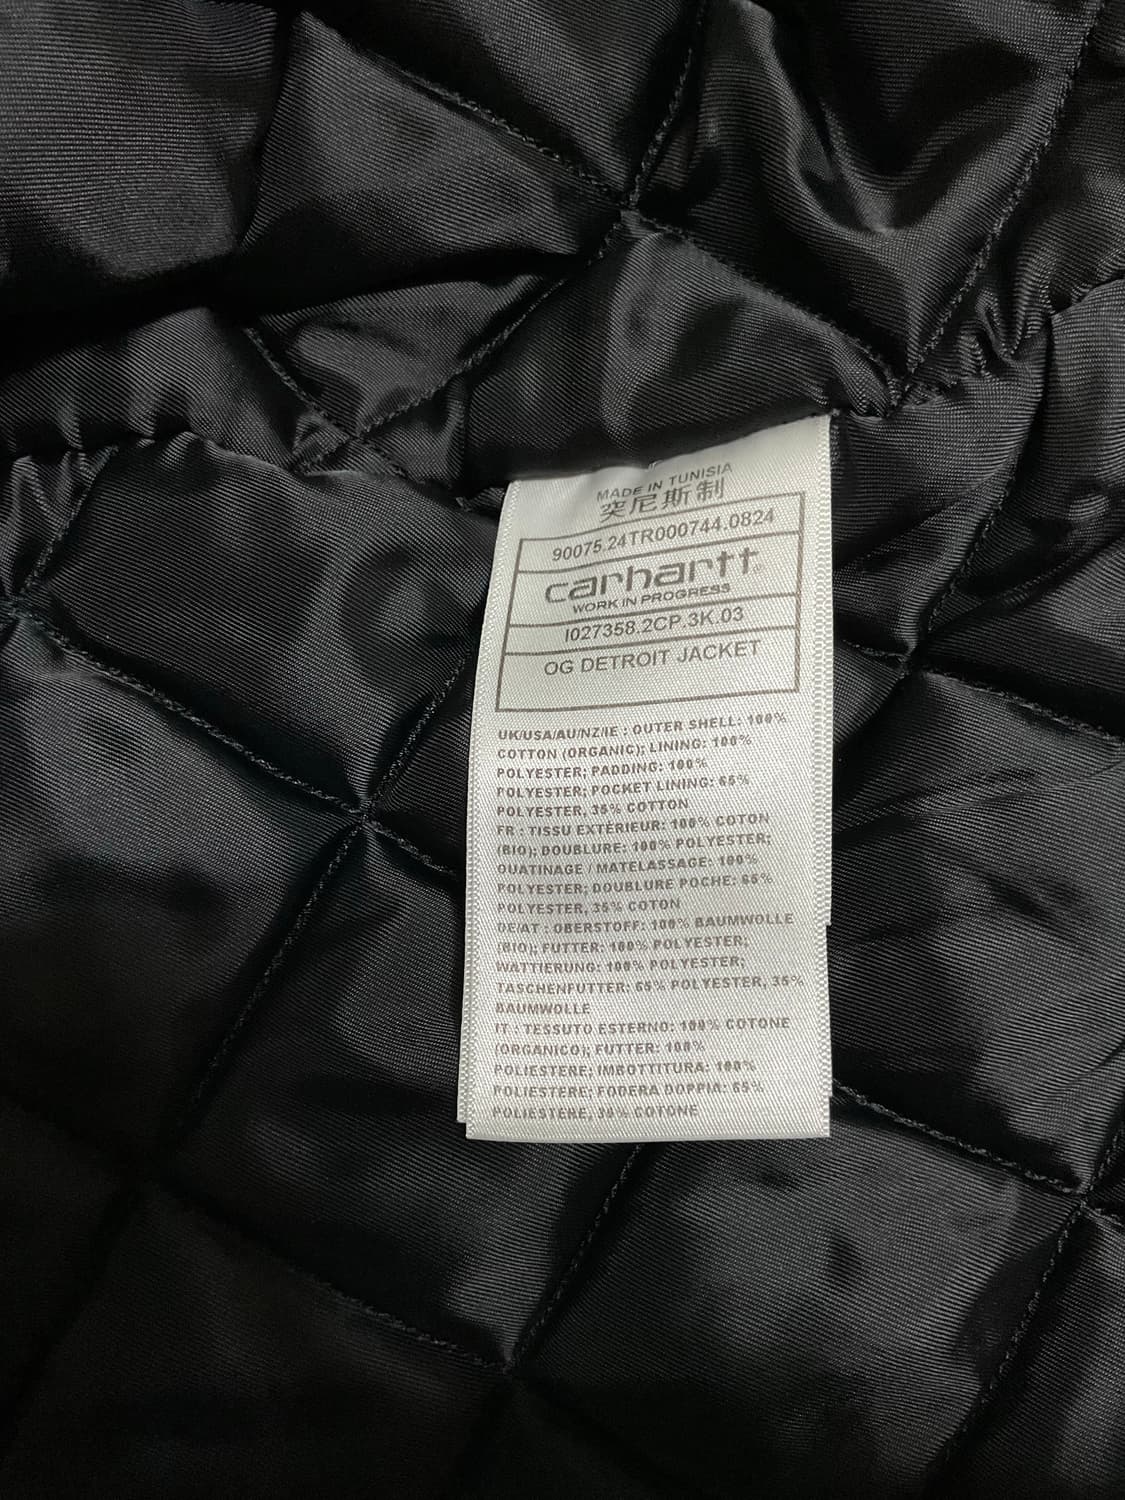 MADE IN TUNISIA
突尼斯制
90075.24TR000744.0824
carhartt®
WORK IN PROGRESS
I027358.2CP.3K.03
OG DETROIT JACKET
UK/USA/AU/NZ/IE : OUTER SHELL: 100%
COTTON (ORGANIC); LINING: 100%
POLYESTER; PADDING: 100%
POLYESTER; POCKET LINING: 65%
POLYESTER, 35% COTTON
FR : TISSU EXTÉRIEUR: 100% COTON
(BIO); DOUBLURE: 100% POLYESTER;
OUATINAGE / MATELASSAGE: 100%
POLYESTER; DOUBLURE POCHE: 65%
POLYESTER, 35% COTON
DE/AT : OBERSTOFF: 100% BAUMWOLLE
(BIO); FUTTER: 100% POLYESTER;
WATTIERUNG: 100% POLYESTER;
TASCHENFUTTER: 65% POLYESTER, 35%
BAUMWOLLE
IT : TESSUTO ESTERNO: 100% COTONE
(ORGANICO); FUTTER: 100%
POLIESTERE; IMBOTTITURA: 100%
POLIESTERE; FODERA DOPPIA: 65%
POLIESTERE, 35% COTONE